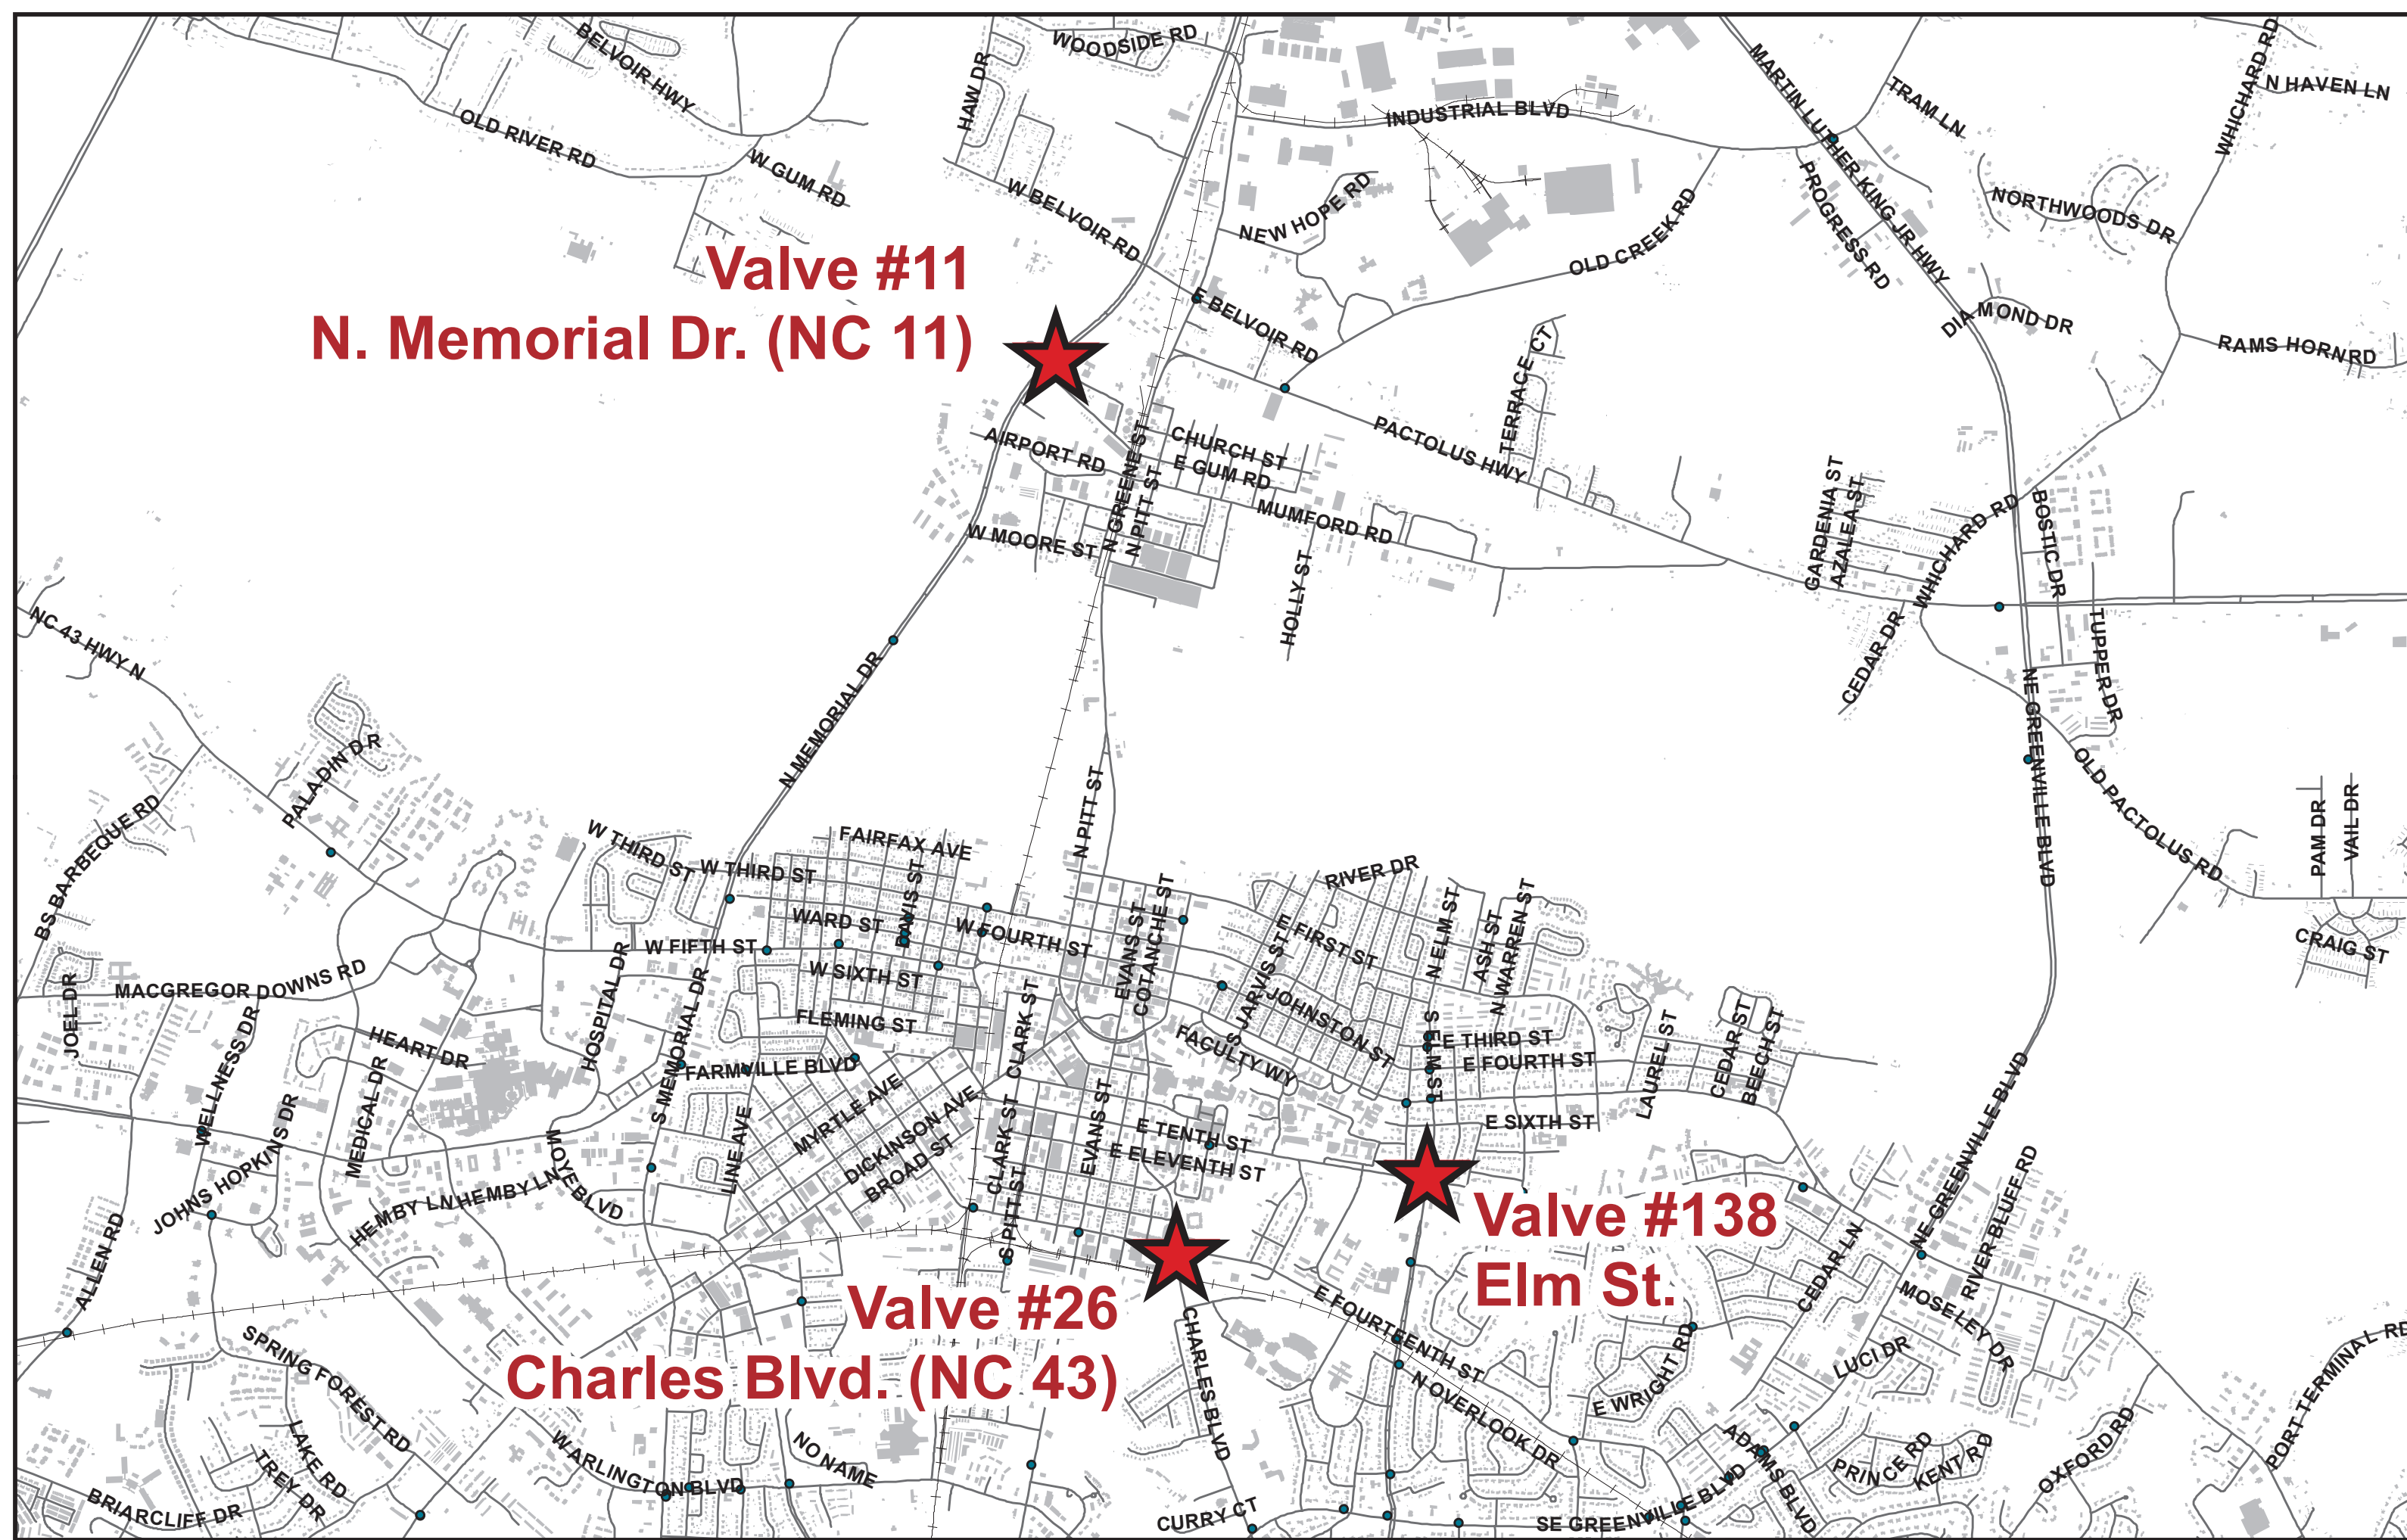 BELVOIR HWY
WOODSIDE RD
HAW DR
MARTIN LUTHER KING JR HWY
TRAM LN
WHICHARD RD
N HAVEN LN
OLD RIVER RD
W GUM RD
INDUSTRIAL BLVD
W BELVOIR RD
NEW HOPE RD
OLD CREEK RD
PROGRESS RD
NORTHWOODS DR
Valve #11
N. Memorial Dr. (NC 11)
E BELVOIR RD
DIAMOND DR
RAMS HORN RD
TERRACE CT
AIRPORT RD
N GREENE ST
N PITT ST
CHURCH ST
E GUM RD
PACTOLUS HWY
MUMFORD RD
W MOORE ST
HOLLY ST
GARDENIA ST
AZALEA ST
WHICHARD RD
BOSTIC DR
CEDAR DR
TUPPER DR
NC 43 HWY N
N MEMORIAL DR
NE GREENVILLE BLVD
OLD PACTOLUS RD
PALADIN DR
N PITT ST
PAM DR
VAIL DR
BS BARBEQUE RD
W THIRD ST
W THIRD ST
FAIRFAX AVE
DAVIS ST
RIVER DR
WARD ST
W FOURTH ST
EVANS ST
COTANCHE ST
E FIRST ST
N ELM ST
ASH ST
N WARREN ST
CRAIG ST
W FIFTH ST
W SIXTH ST
HOSPITAL DR
S MEMORIAL DR
S JARVIS ST
JOHNSTON ST
MACGREGOR DOWNS RD
JOEL DR
WELLNESS DR
HEART DR
MEDICAL DR
FLEMING ST
CLARK ST
FACULTY WY
S ELM ST
E THIRD ST
E FOURTH ST
LAUREL ST
CEDAR ST
BEECH ST
FARMVILLE BLVD
MYRTLE AVE
DICKINSON AVE
BROAD ST
LINE AVE
CLARK ST
EVANS ST
E TENTH ST
E ELEVENTH ST
E SIXTH ST
NE GREENVILLE BLVD
JOHNS HOPKINS DR
HEMBY LN
HEMBY LN
MOYE BLVD
S PITT ST
ALLEN RD
Valve #138
Elm St.
CEDAR LN
RIVER BLUFF RD
MOSELEY DR
Valve #26
Charles Blvd. (NC 43)
CHARLES BLVD
E FOURTEENTH ST
N OVERLOOK DR
E WRIGHT RD
LUCI DR
PORT TERMINAL RD
SPRING FOREST RD
LAKE RD
TREY DR
BRIARCLIFF DR
W ARLINGTON BLVD
NO NAME
CURRY CT
SE GREENVILLE BLVD
ADAMS BLVD
PRINCE RD
KENT RD
OXFORD RD